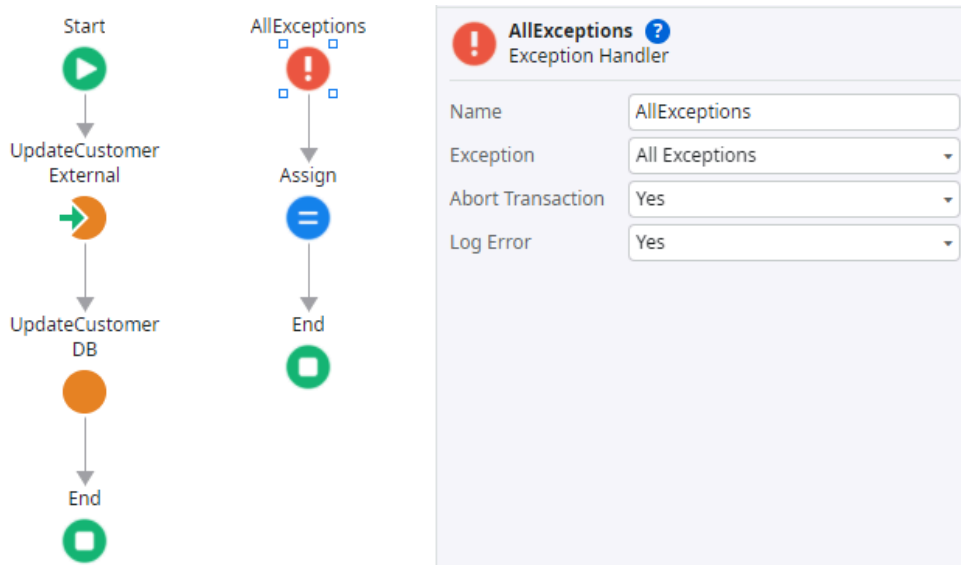 Start
UpdateCustomer
External
UpdateCustomer
DB
End
AllExceptions
Assign
End
AllExceptions ?
Exception Handler
Name AllExceptions
Exception All Exceptions
Abort Transaction Yes
Log Error Yes